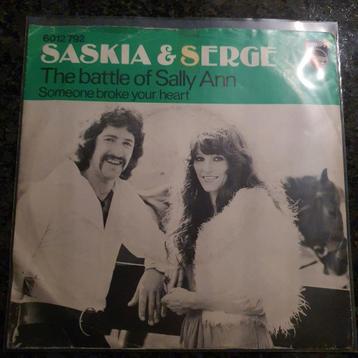 6012 792
SASKIA & SERGE
The battle of Sally Ann
Someone broke your heart